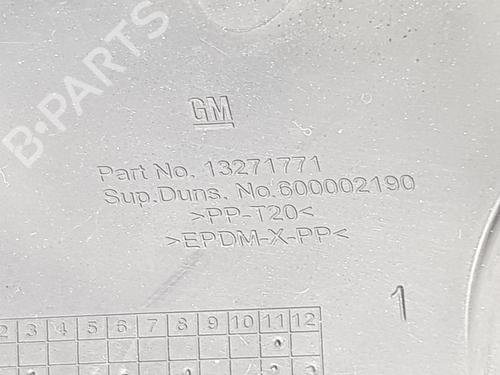 B-PARTS
GM
Part No. 13271771
Sup.Duns. No.600002190
>PP-T20<
>EPDM-X-PP<
1
2 3 4 5 6 7 8 9 10 11 12